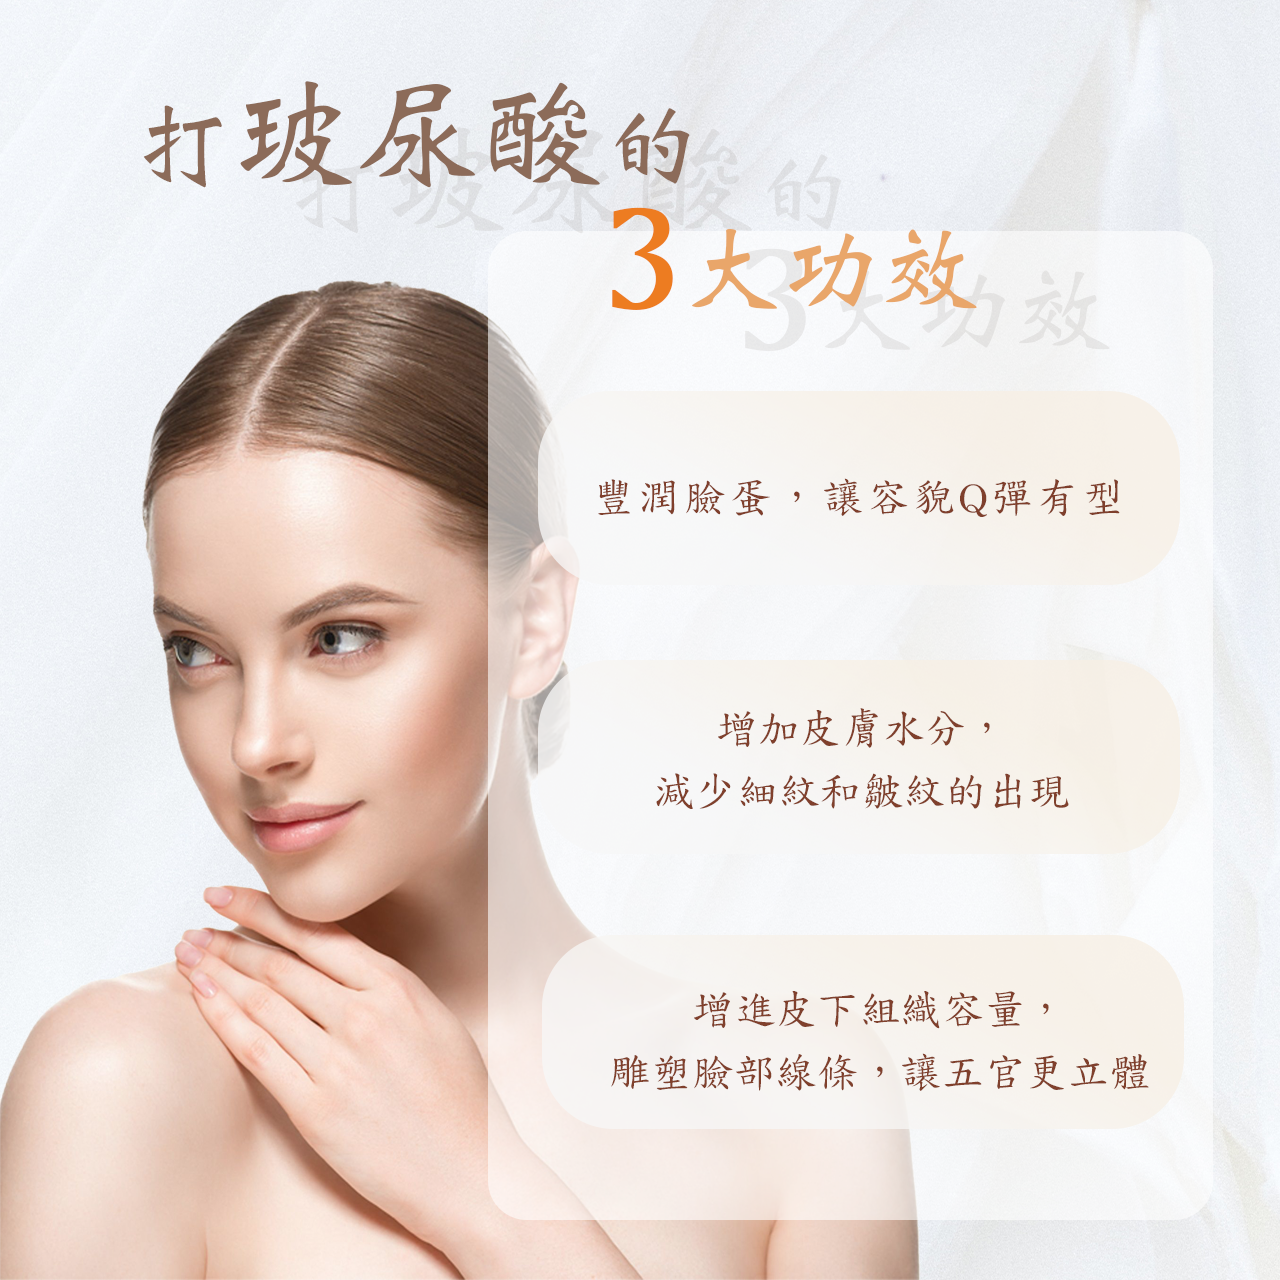 打玻尿酸的
3大功效
豐潤臉蛋，讓容貌Q彈有型
增加皮膚水分，
減少細紋和皺紋的出現
增進皮下組織容量，
雕塑臉部線條，讓五官更立體